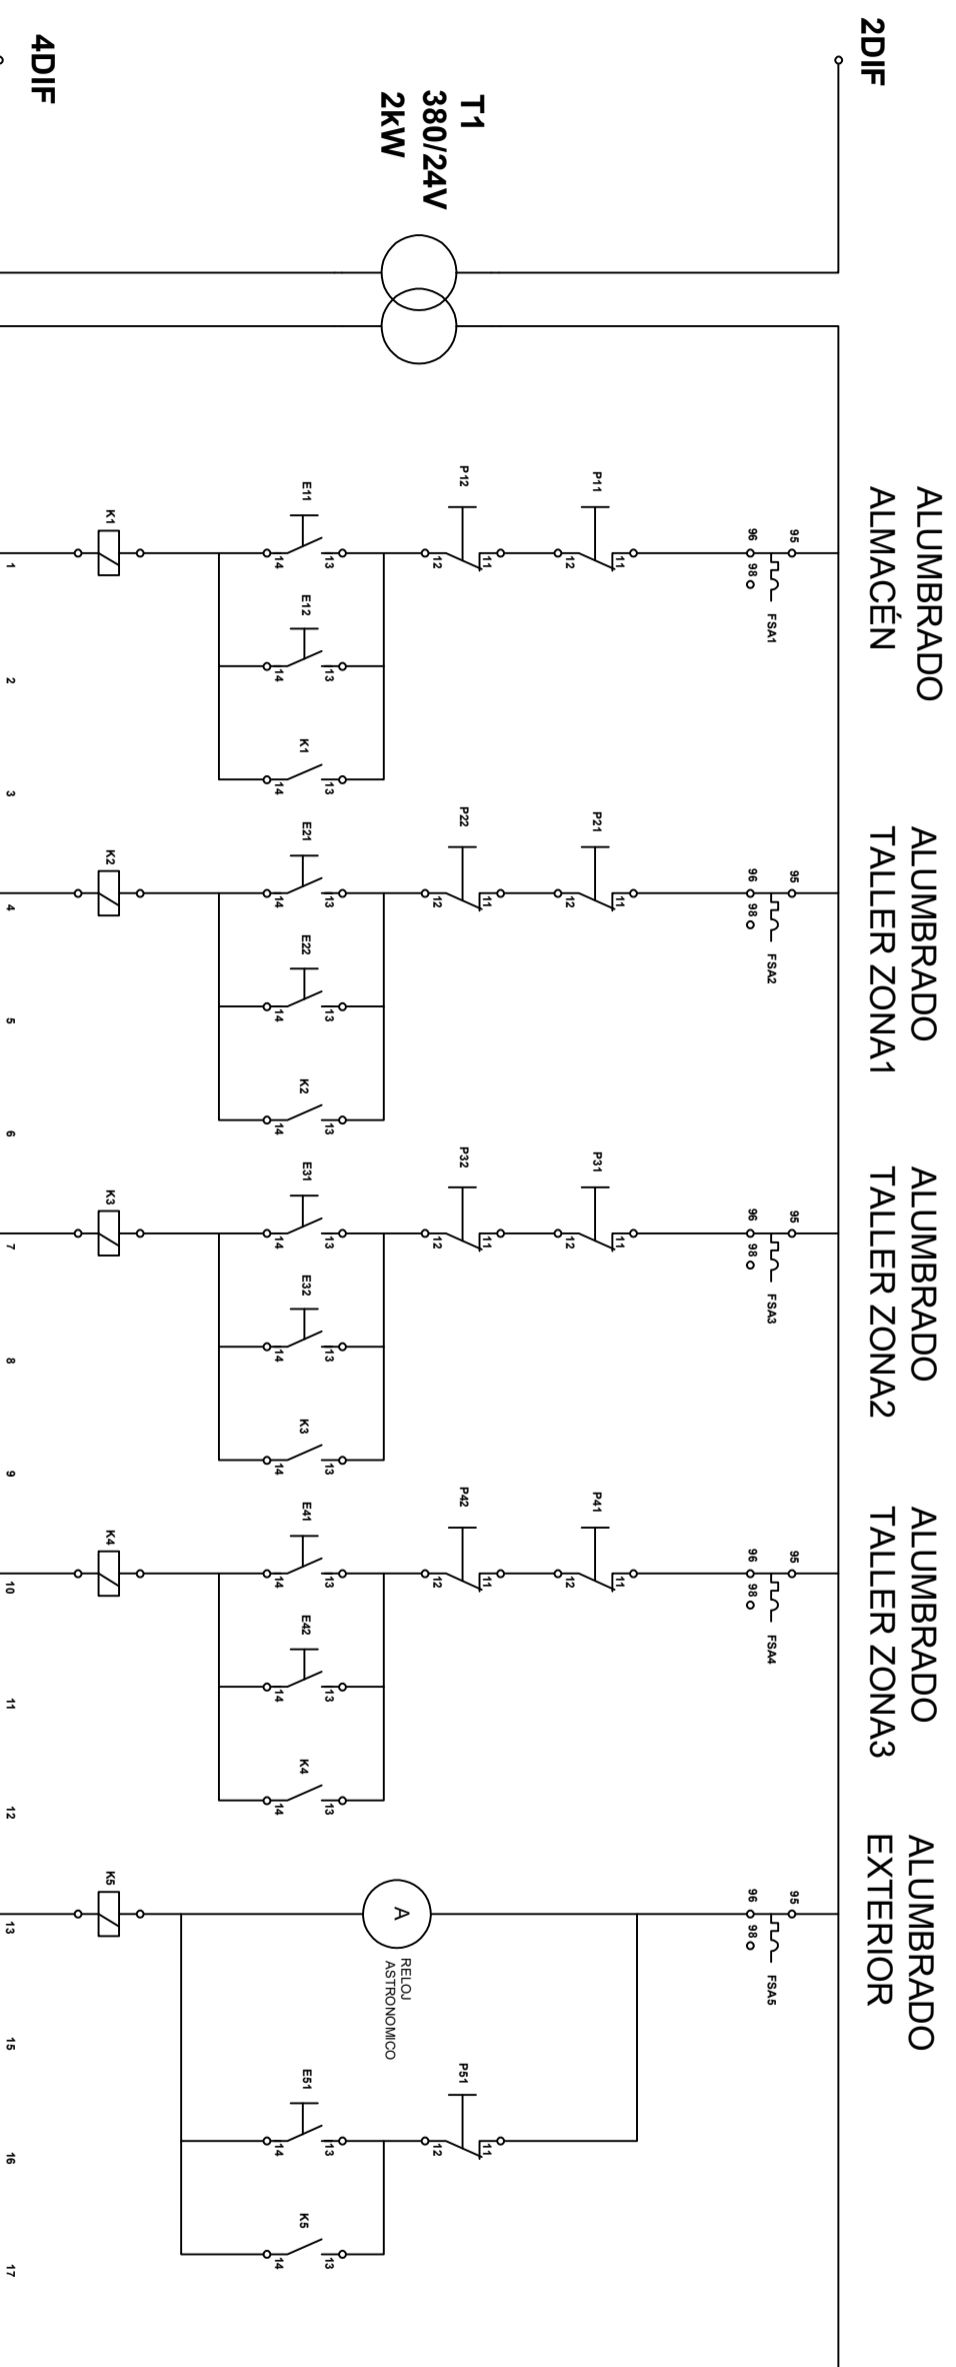 2DIF
4DIF
T1
380/24V
2kW
ALUMBRADO
ALMACÉN
95
96
98
FSA1
P11
11
12
P12
11
12
E11
13
14
E12
13
14
K1
13
14
K1
1
2
3
ALUMBRADO
TALLER ZONA1
95
96
98
FSA2
P21
11
12
P22
11
12
E21
13
14
E22
13
14
K2
13
14
K2
4
5
6
ALUMBRADO
TALLER ZONA2
95
96
98
FSA3
P31
11
12
P32
11
12
E31
13
14
E32
13
14
K3
13
14
K3
7
8
9
ALUMBRADO
TALLER ZONA3
95
96
98
FSA4
P41
11
12
P42
11
12
E41
13
14
E42
13
14
K4
13
14
K4
10
11
12
ALUMBRADO
EXTERIOR
95
96
98
FSA5
A
RELOJ
ASTRONOMICO
P51
11
12
E51
13
14
K5
13
14
K5
13
15
16
17